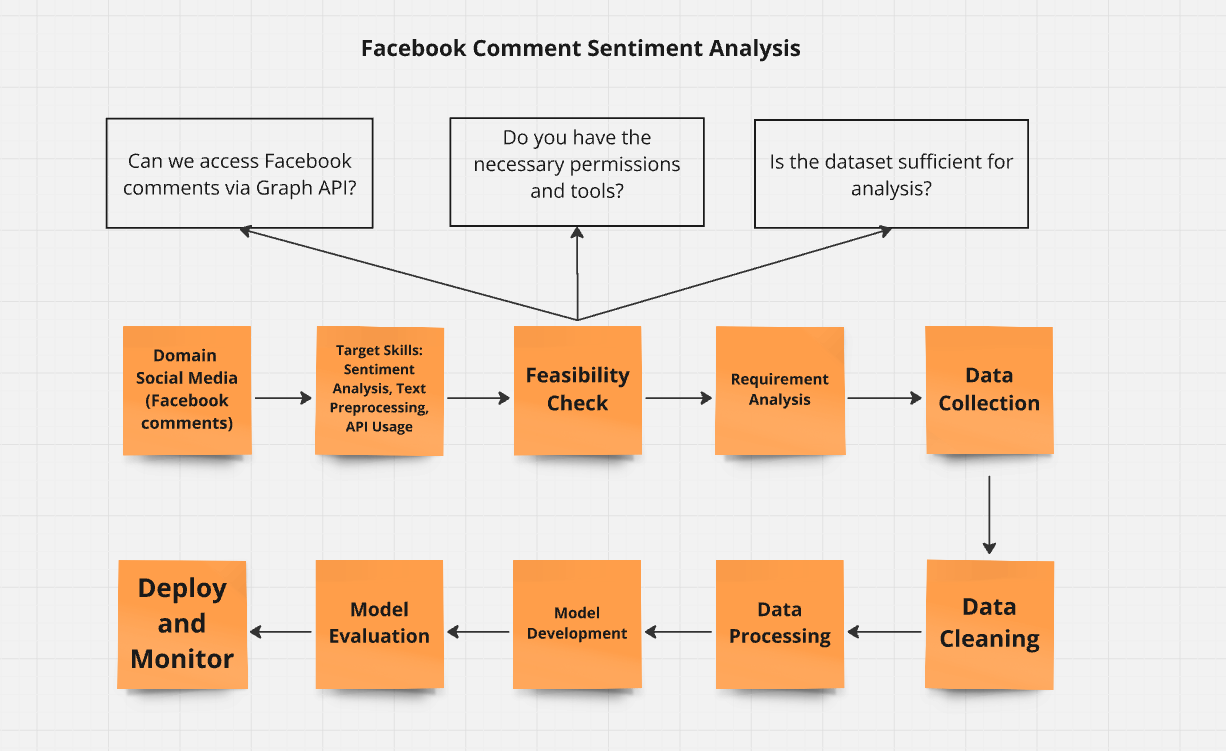 Facebook Comment Sentiment Analysis
Can we access Facebook
comments via Graph API?
Do you have the
necessary permissions
and tools?
Is the dataset sufficient for
analysis?
Domain
Social Media
(Facebook
comments)
Target Skills:
Sentiment
Analysis, Text
Preprocessing,
API Usage
Feasibility
Check
Requirement
Analysis
Data
Collection
Deploy
and
Monitor
Model
Evaluation
Model
Development
Data
Processing
Data
Cleaning